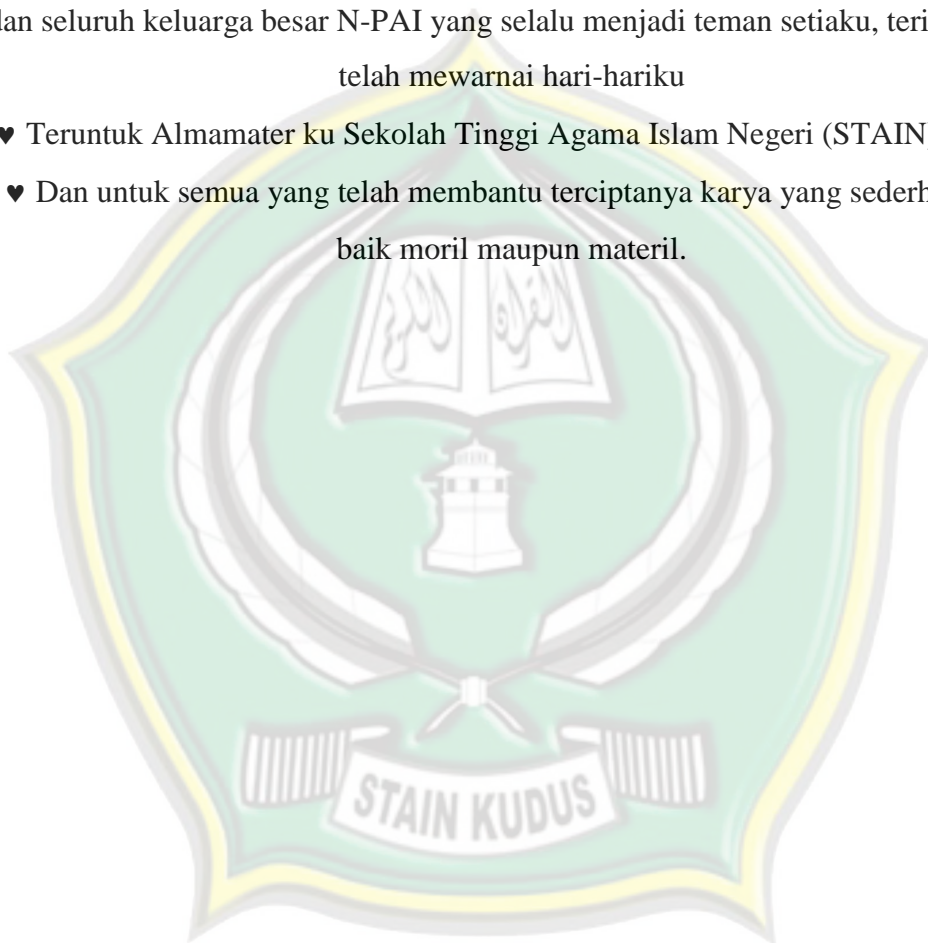 dan seluruh keluarga besar N-PAI yang selalu menjadi teman setiaku,
telah mewarnai hari-hariku
♥ Teruntuk Almamater ku Sekolah Tinggi Agama Islam Negeri (STAIN)
♥ Dan untuk semua yang telah membantu terciptanya karya yang
baik moril maupun materil.
القرآن الكريم
STAIN KUDUS